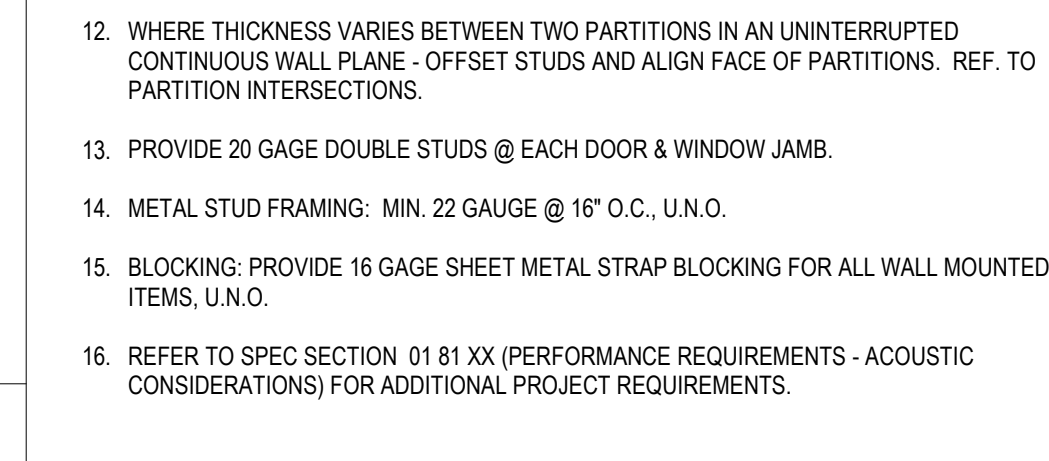 12. WHERE THICKNESS VARIES BETWEEN TWO PARTITIONS IN AN UNINTERRUPTED
CONTINUOUS WALL PLANE - OFFSET STUDS AND ALIGN FACE OF PARTITIONS.  REF. TO
PARTITION INTERSECTIONS.
13. PROVIDE 20 GAGE DOUBLE STUDS @ EACH DOOR & WINDOW JAMB.
14. METAL STUD FRAMING:  MIN. 22 GAUGE @ 16" O.C., U.N.O.
15. BLOCKING: PROVIDE 16 GAGE SHEET METAL STRAP BLOCKING FOR ALL WALL MOUNTED
ITEMS, U.N.O.
16. REFER TO SPEC SECTION  01 81 XX (PERFORMANCE REQUIREMENTS - ACOUSTIC
CONSIDERATIONS) FOR ADDITIONAL PROJECT REQUIREMENTS.